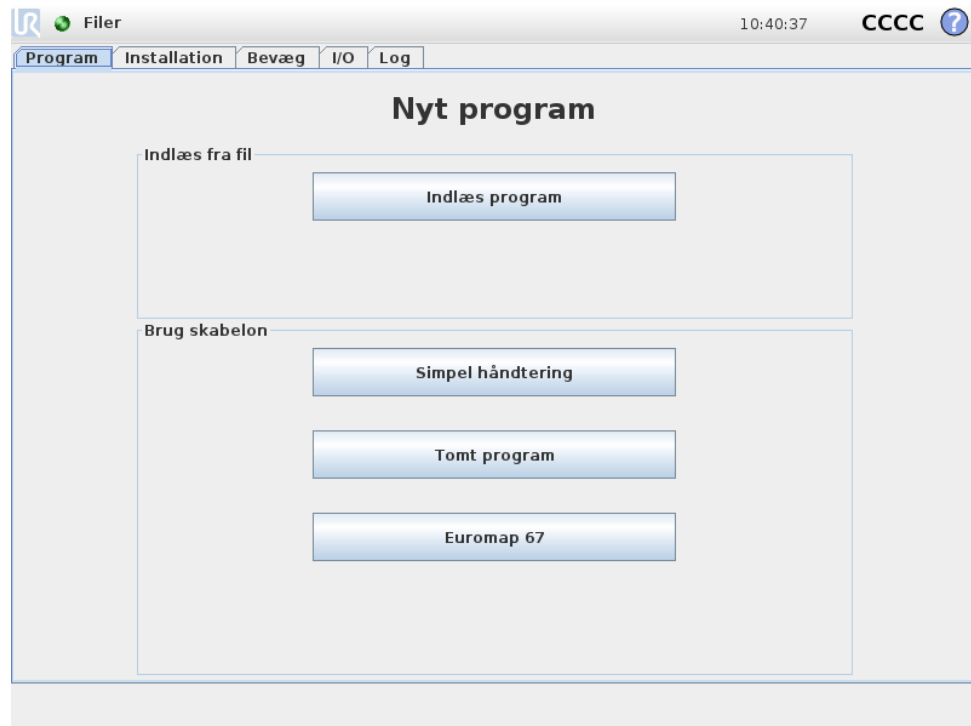 UR Filer 10:40:37 CCCC ?
Program Installation Bevæg I/O Log
Nyt program
Indlæs fra fil
Indlæs program
Brug skabelon
Simpel håndtering
Tomt program
Euromap 67